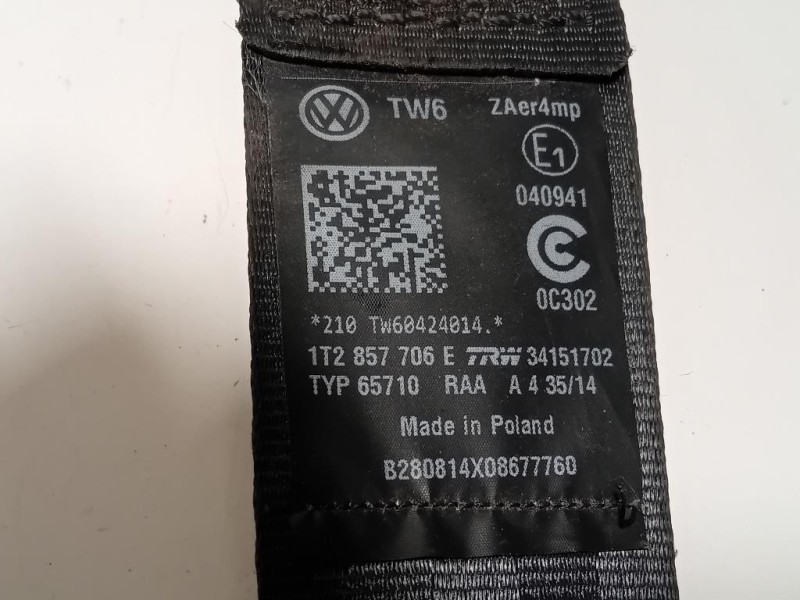 TW6 ZAer4mp
E1
040941
0C302
*210 TW60424014.*
1T2 857 706 E TRW 34151702
TYP 65710 RAA A 4 35/14
Made in Poland
B280814X08677760